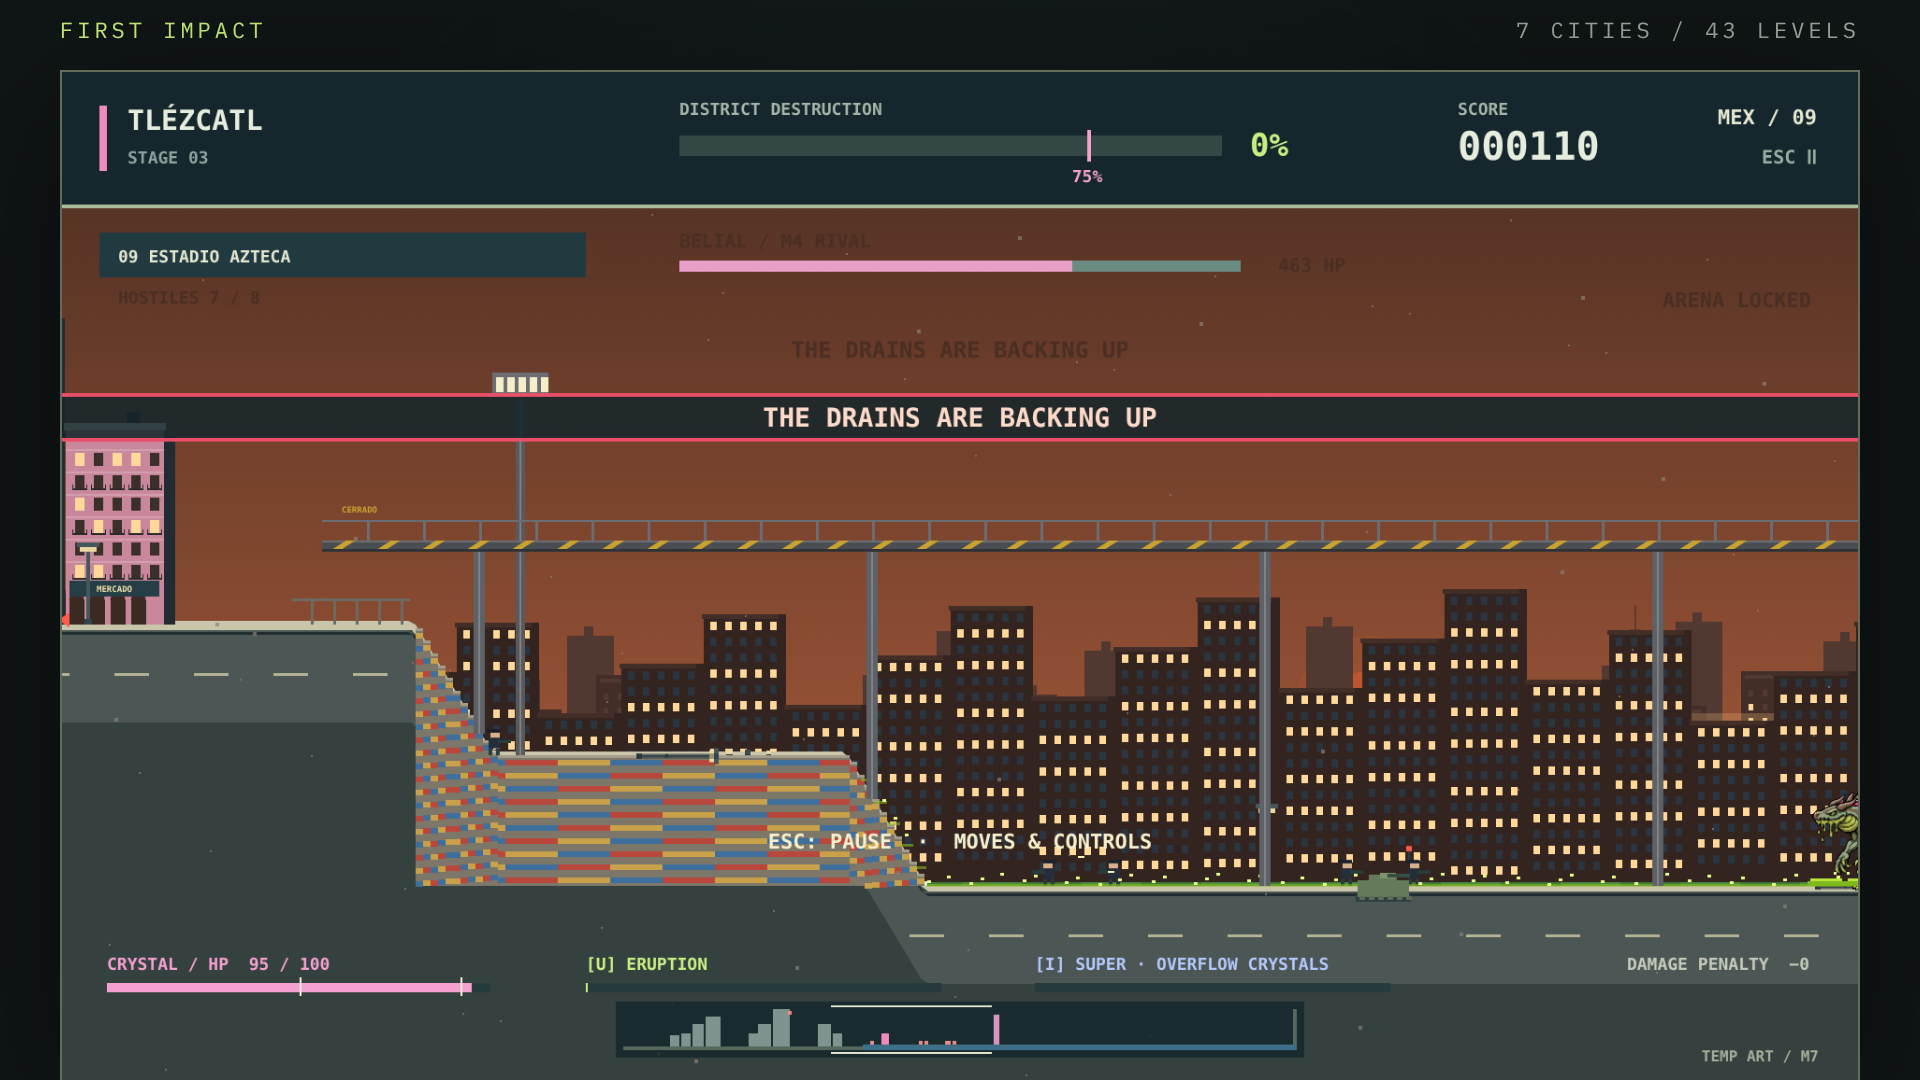 FIRST IMPACT
7 CITIES / 43 LEVELS
TLÉZCATL
STAGE 03
DISTRICT DESTRUCTION
0%
75%
SCORE
000110
MEX / 09
ESC II
09 ESTADIO AZTECA
HOSTILES 7 / 8
BELIAL / M4 RIVAL
463 HP
ARENA LOCKED
THE DRAINS ARE BACKING UP
THE DRAINS ARE BACKING UP
CERRADO
MERCADO
ESC: PAUSE · MOVES & CONTROLS
CRYSTAL / HP 95 / 100
[U] ERUPTION
[I] SUPER · OVERFLOW CRYSTALS
DAMAGE PENALTY −0
TEMP ART / M7